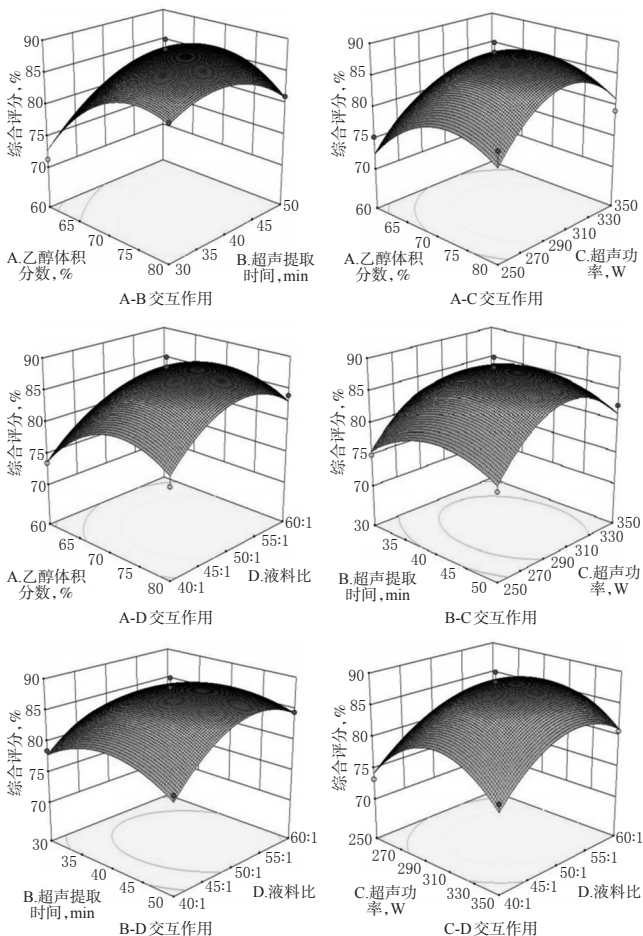 90
85
80
75
70
60
综合评分,%
65
70
75
80
A.乙醇体积
分数,%
30
35
40
45
50
B.超声提取
时间,min
A-B交互作用
90
85
80
75
70
60
综合评分,%
65
70
75
80
A.乙醇体积
分数,%
250
270
290
310
330
350
C.超声功
率,W
A-C交互作用
90
85
80
75
70
60
综合评分,%
65
70
75
80
A.乙醇体积
分数,%
40:1
45:1
50:1
55:1
60:1
D.液料比
A-D交互作用
90
85
80
75
70
30
综合评分,%
35
40
45
50
B.超声提取
时间,min
250
270
290
310
330
350
C.超声功
率,W
B-C交互作用
90
85
80
75
70
30
综合评分,%
35
40
45
50
B.超声提取
时间,min
40:1
45:1
50:1
55:1
60:1
D.液料比
B-D交互作用
90
85
80
75
70
250
综合评分,%
270
290
310
330
350
C.超声功
率,W
40:1
45:1
50:1
55:1
60:1
D.液料比
C-D交互作用